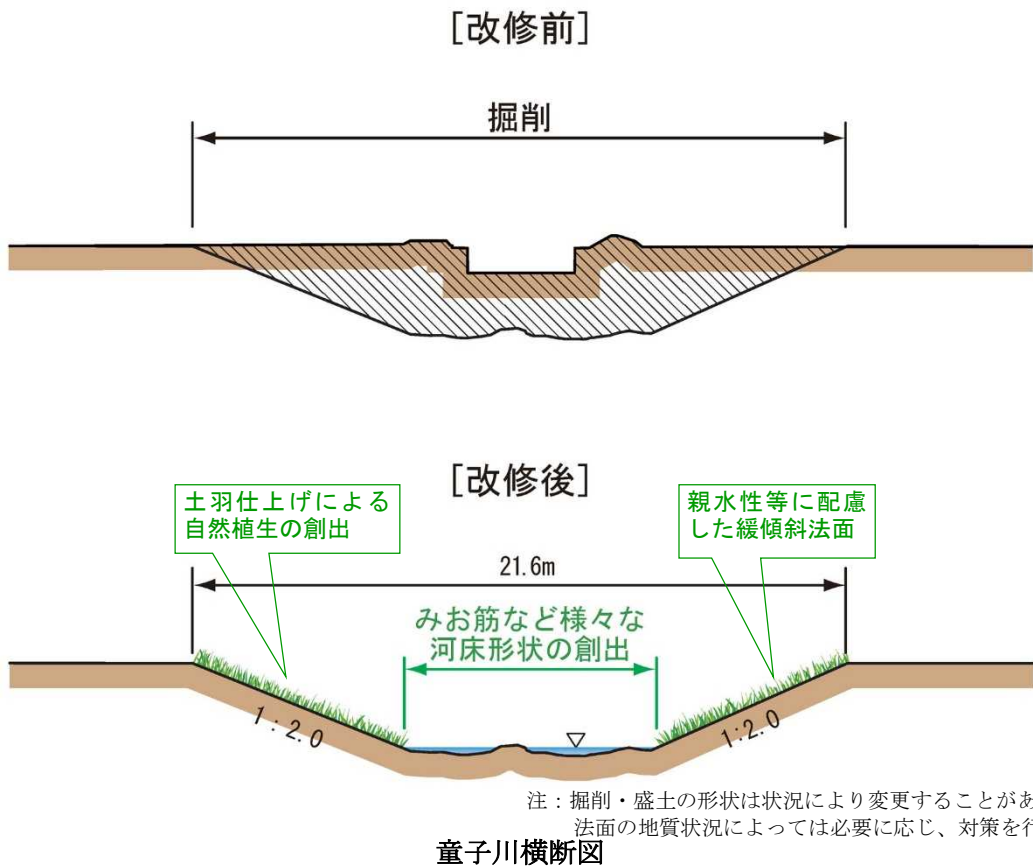 [改修前]
掘削
[改修後]
土羽仕上げによる
自然植生の創出
親水性等に配慮
した緩傾斜法面
21.6m
みお筋など様々な
河床形状の創出
1:2.0
1:2.0
注：掘削・盛土の形状は状況により変更することがあ
法面の地質状況によっては必要に応じ、対策を行
童子川横断図